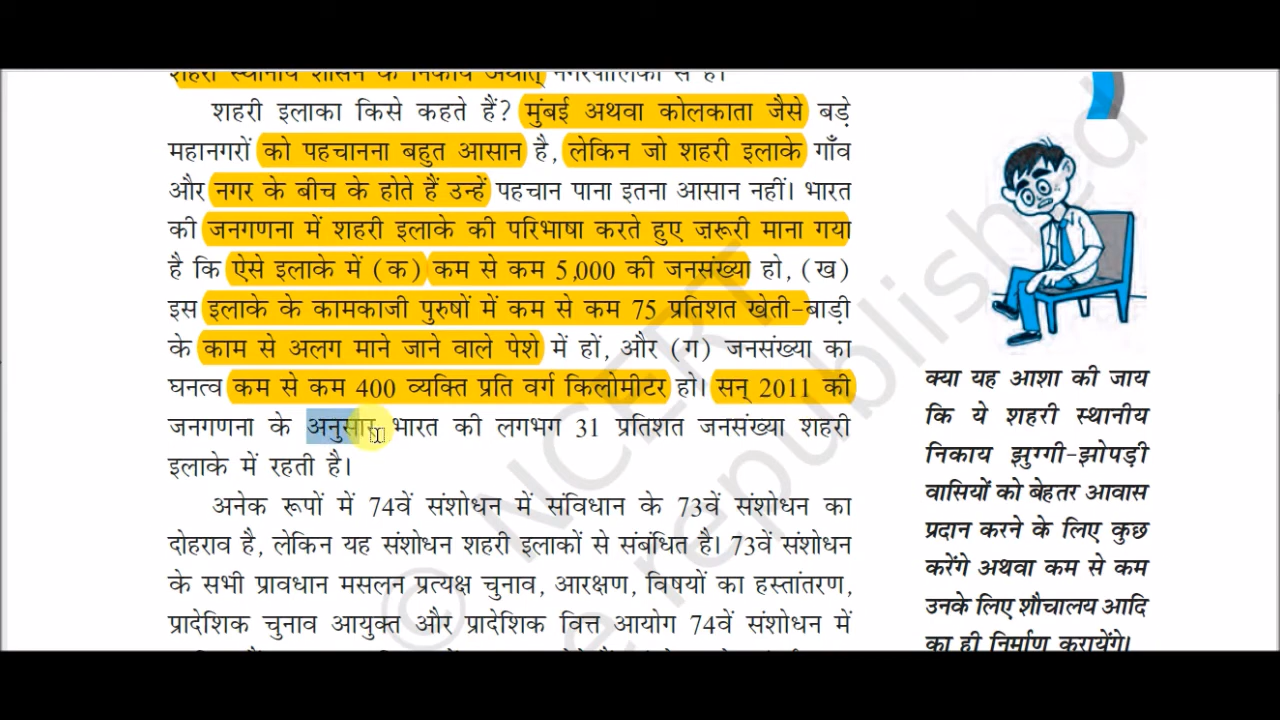 शहरी स्थानीय शासन के निकाय अर्थात् नगरपालिका से है।
शहरी इलाका किसे कहते हैं? मुंबई अथवा कोलकाता जैसे बड़े
महानगरों को पहचानना बहुत आसान है, लेकिन जो शहरी इलाके गाँव
और नगर के बीच के होते हैं उन्हें पहचान पाना इतना आसान नहीं। भारत
की जनगणना में शहरी इलाके की परिभाषा करते हुए ज़रूरी माना गया
है कि ऐसे इलाके में (क) कम से कम 5,000 की जनसंख्या हो, (ख)
इस इलाके के कामकाजी पुरुषों में कम से कम 75 प्रतिशत खेती-बाड़ी
के काम से अलग माने जाने वाले पेशे में हों, और (ग) जनसंख्या का
घनत्व कम से कम 400 व्यक्ति प्रति वर्ग किलोमीटर हो। सन् 2011 की
जनगणना के अनुसार भारत की लगभग 31 प्रतिशत जनसंख्या शहरी
इलाके में रहती है।
अनेक रूपों में 74वें संशोधन में संविधान के 73वें संशोधन का
दोहराव है, लेकिन यह संशोधन शहरी इलाकों से संबंधित है। 73वें संशोधन
के सभी प्रावधान मसलन प्रत्यक्ष चुनाव, आरक्षण, विषयों का हस्तांतरण,
प्रादेशिक चुनाव आयुक्त और प्रादेशिक वित्त आयोग 74वें संशोधन में
क्या यह आशा की जाय
कि ये शहरी स्थानीय
निकाय झुग्गी-झोपड़ी
वासियों को बेहतर आवास
प्रदान करने के लिए कुछ
करेंगे अथवा कम से कम
उनके लिए शौचालय आदि
का ही निर्माण करायेंगे।
© NCERT
republished